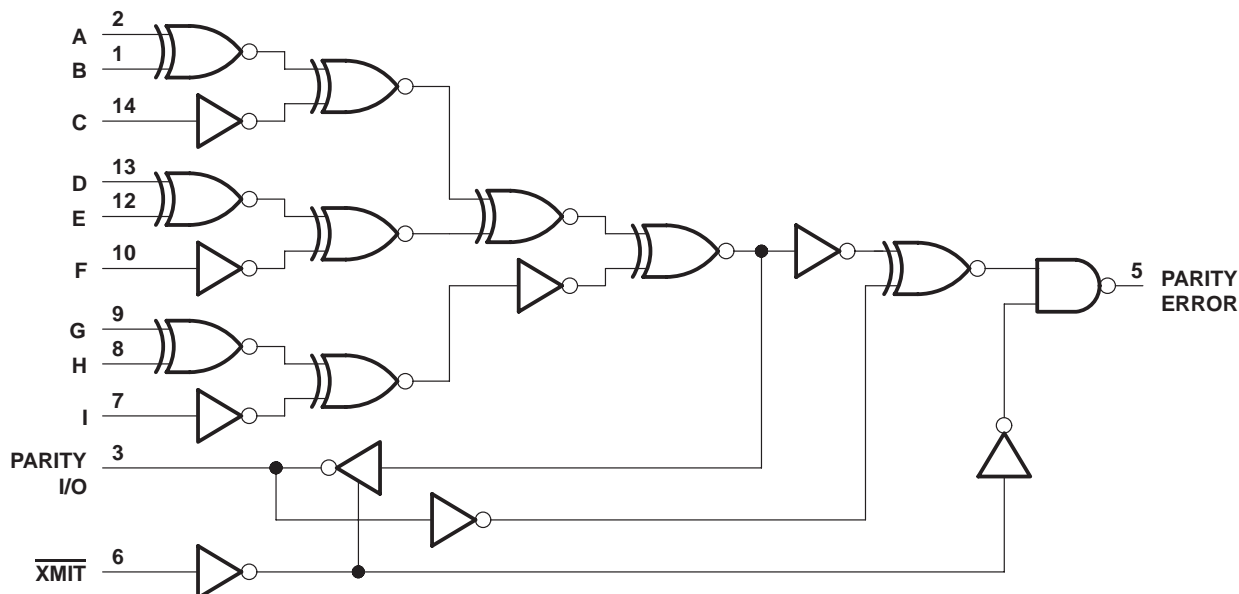 A 2
B 1
C 14
D 13
E 12
F 10
G 9
H 8
I 7
PARITY 3
I/O
XMIT 6
5 PARITY
ERROR